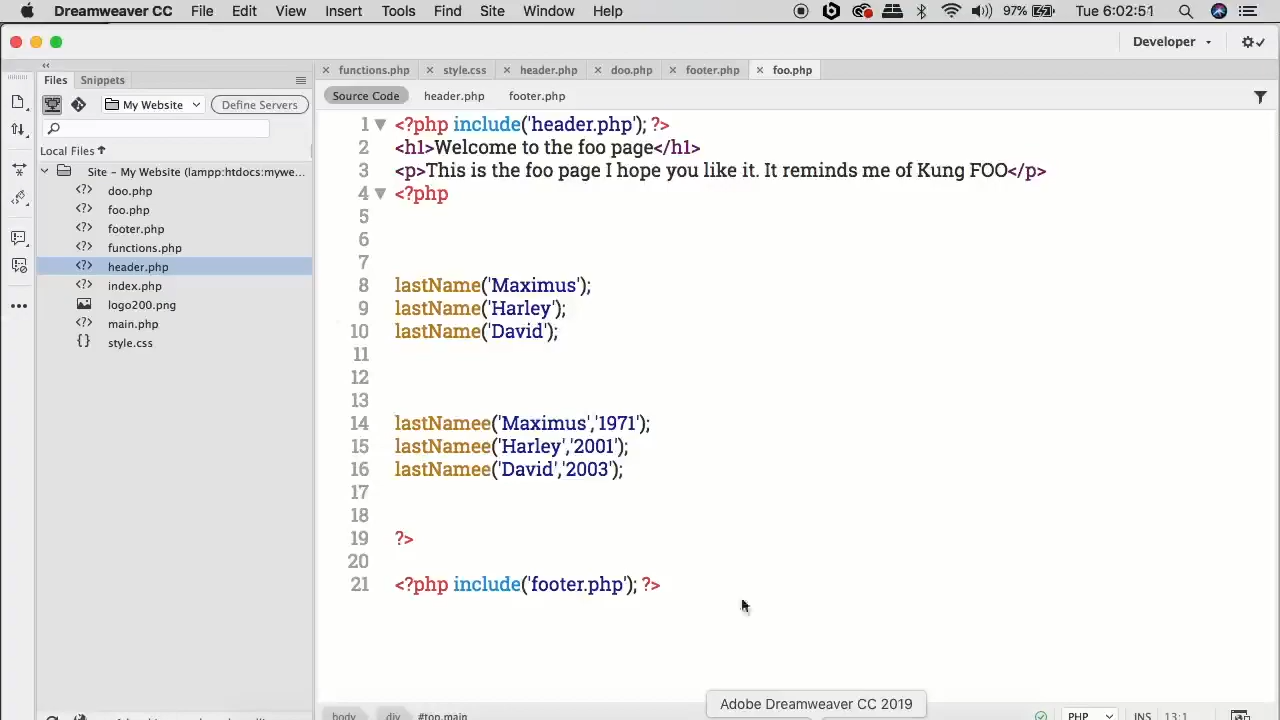 Dreamweaver CC File Edit View Insert Tools Find Site Window Help 97% Tue 6:02:51
Developer
Files Snippets
functions.php style.css header.php doo.php footer.php foo.php
My Website Define Servers
Source Code header.php footer.php
Local Files
Site – My Website (lampp:htdocs:mywe...
doo.php
foo.php
footer.php
functions.php
header.php
index.php
logo200.png
main.php
style.css
1 <?php include('header.php'); ?>
2 <h1>Welcome to the foo page</h1>
3 <p>This is the foo page I hope you like it. It reminds me of Kung FOO</p>
4 <?php
5
6
7
8 lastName('Maximus');
9 lastName('Harley');
10 lastName('David');
11
12
13
14 lastNamee('Maximus','1971');
15 lastNamee('Harley','2001');
16 lastNamee('David','2003');
17
18
19 ?>
20
21 <?php include('footer.php'); ?>
Adobe Dreamweaver CC 2019
body div #top.main PHP INS 13:1